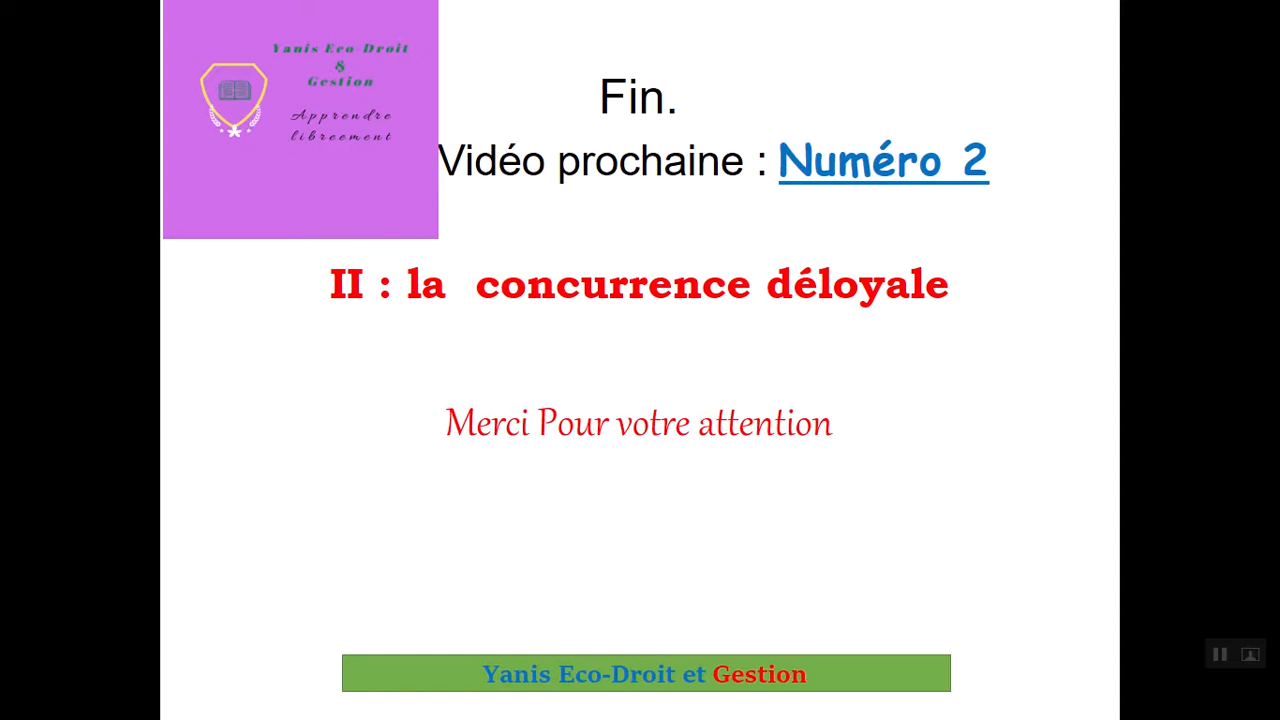 Yanis Eco-Droit
&
Gestion
Apprendre
libreement
Fin.
Vidéo prochaine : Numéro 2
II : la concurrence déloyale
Merci Pour votre attention
Yanis Eco-Droit et Gestion